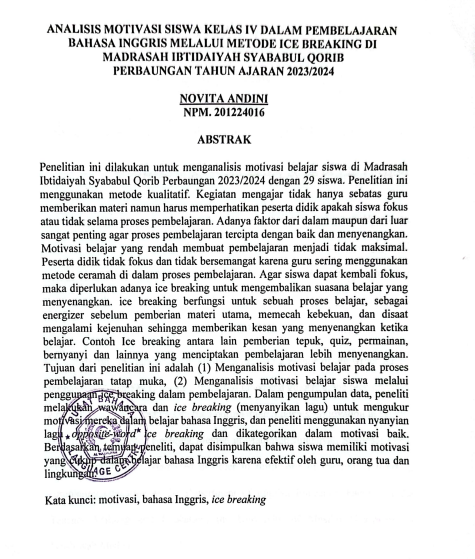 ANALISIS MOTIVASI SISWA KELAS IV DALAM PEMBELAJARAN
BAHASA INGGRIS MELALUI METODE ICE BREAKING DI
MADRASAH IBTIDAIYAH SYABABUL QORIB
PERBAUNGAN TAHUN AJARAN 2023/2024
NOVITA ANDINI
NPM. 201224016
ABSTRAK
Penelitian ini dilakukan untuk menganalisis motivasi belajar siswa di Madrasah
Ibtidaiyah Syababul Qorib Perbaungan 2023/2024 dengan 29 siswa. Penelitian ini
menggunakan metode kualitatif. Kegiatan mengajar tidak hanya sebatas guru
memberikan materi namun harus memperhatikan peserta didik apakah siswa fokus
atau tidak selama proses pembelajaran. Adanya faktor dari dalam maupun dari luar
sangat penting agar proses pembelajaran tercipta dengan baik dan menyenangkan.
Motivasi belajar yang rendah membuat pembelajaran menjadi tidak maksimal.
Peserta didik tidak fokus dan tidak bersemangat karena guru sering menggunakan
metode ceramah di dalam proses pembelajaran. Agar siswa dapat kembali fokus,
maka diperlukan adanya ice breaking untuk mengembalikan suasana belajar yang
menyenangkan. ice breaking berfungsi untuk sebuah proses belajar, sebagai
energizer sebelum pemberian materi utama, memecah kebekuan, dan disaat
mengalami kejenuhan sehingga memberikan kesan yang menyenangkan ketika
belajar. Contoh Ice breaking antara lain pemberian tepuk, quiz, permainan,
bernyanyi dan lainnya yang menciptakan pembelajaran lebih menyenangkan.
Tujuan dari penelitian ini adalah (1) Menganalisis motivasi belajar pada proses
pembelajaran tatap muka, (2) Menganalisis motivasi belajar siswa melalui
penggunaan ice breaking dalam pembelajaran. Dalam pengumpulan data, peneliti
melakukan wawancara dan ice breaking (menyanyikan lagu) untuk mengukur
motivasi mereka dalam belajar bahasa Inggris, dan peneliti menggunakan nyanyian
lagu opposite word ice breaking dan dikategorikan dalam motivasi baik.
Berdasarkan temuan peneliti, dapat disimpulkan bahwa siswa memiliki motivasi
yang cukup dalam belajar bahasa Inggris karena efektif oleh guru, orang tua dan
lingkungan.
PUSAT BAHASA
LANGUAGE CENTRE
Kata kunci: motivasi, bahasa Inggris, ice breaking